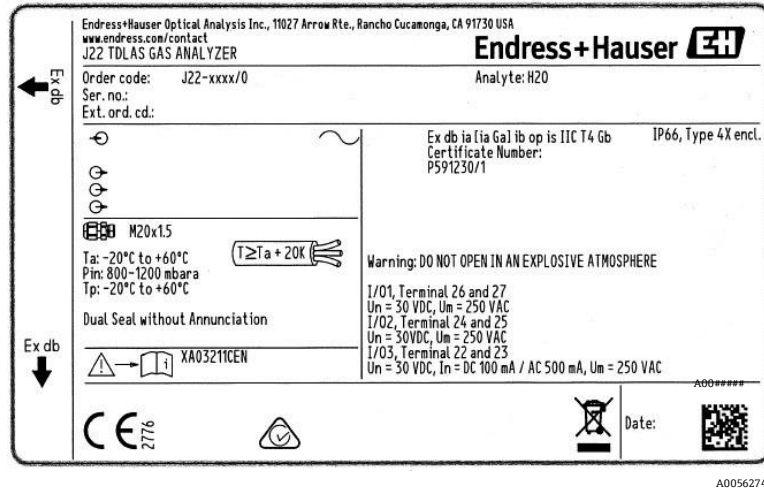 Endress+Hauser Optical Analysis Inc., 11027 Arrow Rte., Rancho Cucamonga, CA 91730 USA
www.endress.com/contact
J22 TDLAS GAS ANALYZER
Endress+Hauser EH
Ex db
Order code: J22-xxxx/0
Analyte: H20
Ser. no.:
Ext. ord. cd.:
Ex db ia [ia Ga] ib op is IIC T4 Gb
IP66, Type 4X encl.
Certificate Number:
P591230/1
M20x1.5
Ta: -20°C to +60°C
T≥Ta + 20K
Pin: 800-1200 mbara
Tp: -20°C to +60°C
Dual Seal without Annunciation
Warning: DO NOT OPEN IN AN EXPLOSIVE ATMOSPHERE
I/O1, Terminal 26 and 27
Un = 30 VDC, Um = 250 VAC
I/O2, Terminal 24 and 25
Un = 30VDC, Um = 250 VAC
I/O3, Terminal 22 and 23
Un = 30 VDC, In = DC 100 mA / AC 500 mA, Um = 250 VAC
Ex db
XA03211CEN
A00#####
CE 2776
Date:
A0056274